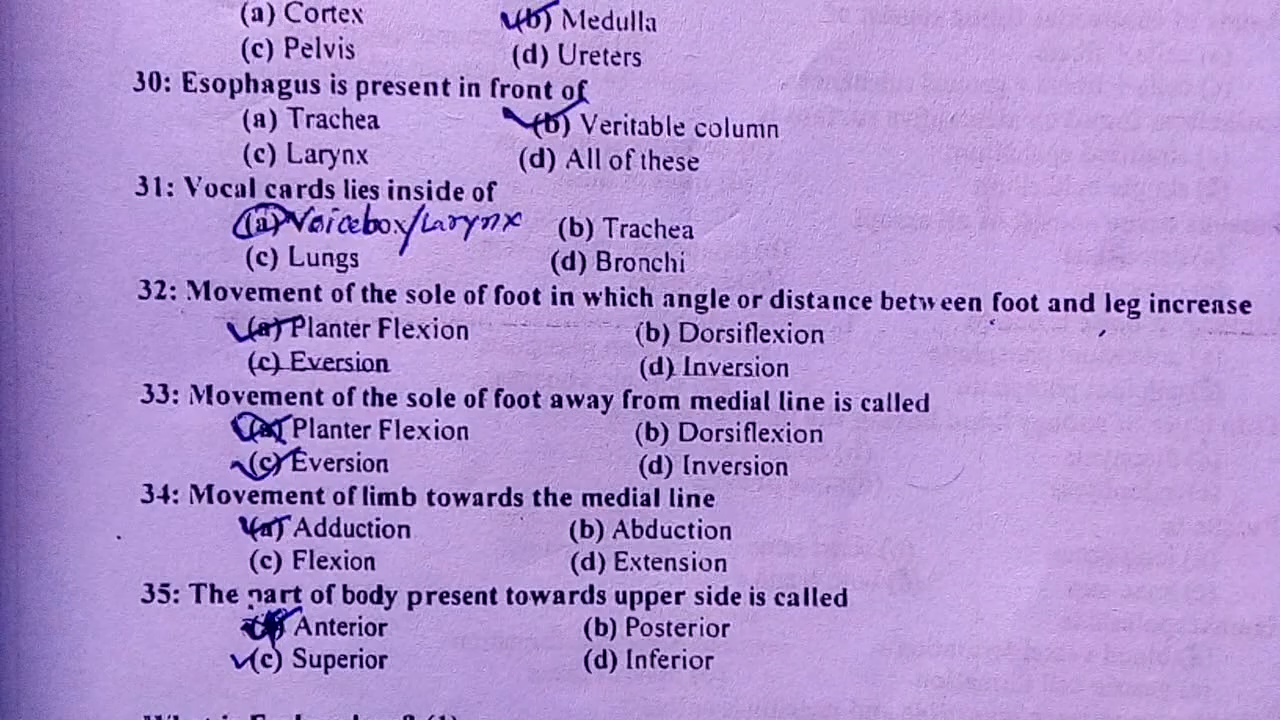 (a) Cortex (b) Medulla
(c) Pelvis (d) Ureters
30: Esophagus is present in front of
(a) Trachea (b) Veritable column
(c) Larynx (d) All of these
31: Vocal cards lies inside of
(a) Voicebox/Larynx (b) Trachea
(c) Lungs (d) Bronchi
32: Movement of the sole of foot in which angle or distance between foot and leg increase
(a) Planter Flexion (b) Dorsiflexion
(c) Eversion (d) Inversion
33: Movement of the sole of foot away from medial line is called
(a) Planter Flexion (b) Dorsiflexion
(c) Eversion (d) Inversion
34: Movement of limb towards the medial line
(a) Adduction (b) Abduction
(c) Flexion (d) Extension
35: The part of body present towards upper side is called
Anterior (b) Posterior
(c) Superior (d) Inferior